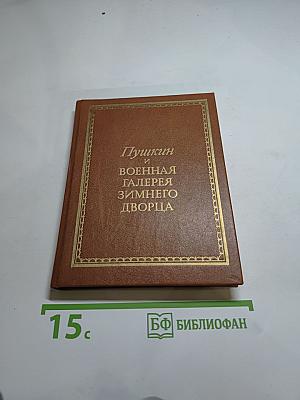 Пушкин
и
ВОЕННАЯ
ГАЛЕРЕЯ
ЗИМНЕГО
ДВОРЦА
15с
БФ БИБЛИОФАН